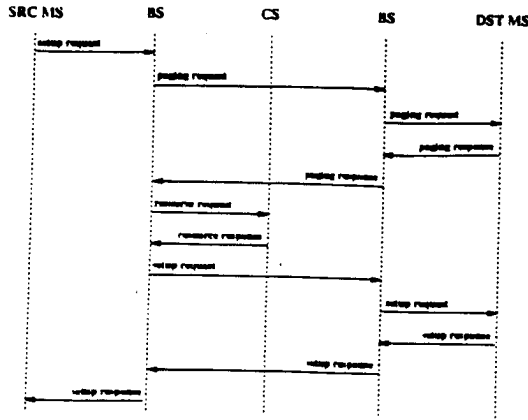 SRC MS BS CS BS DST MS
setup request
paging request
paging request
paging response
paging response
resource request
resource response
setup request
setup request
setup response
setup response
setup response